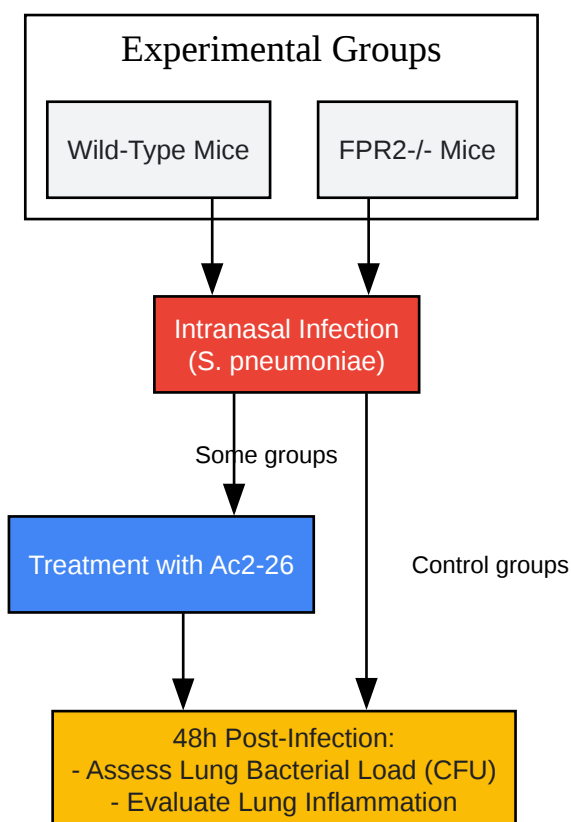 Experimental Groups
Wild-Type Mice
FPR2-/- Mice
Intranasal Infection
(S. pneumoniae)
Some groups
Treatment with Ac2-26
Control groups
48h Post-Infection:
- Assess Lung Bacterial Load (CFU)
- Evaluate Lung Inflammation